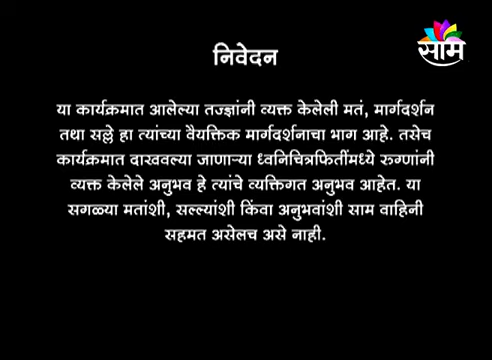 साम
निवेदन
या कार्यक्रमात आलेल्या तज्ज्ञांनी व्यक्त केलेली मतं, मार्गदर्शन
तथा सल्ले हा त्यांच्या वैयक्तिक मार्गदर्शनाचा भाग आहे. तसेच
कार्यक्रमात दाखवल्या जाणाऱ्या ध्वनिचित्रफितींमध्ये रुग्णांनी
व्यक्त केलेले अनुभव हे त्यांचे व्यक्तिगत अनुभव आहेत. या
सगळ्या मतांशी, सल्ल्यांशी किंवा अनुभवांशी साम वाहिनी
सहमत असेलच असे नाही.